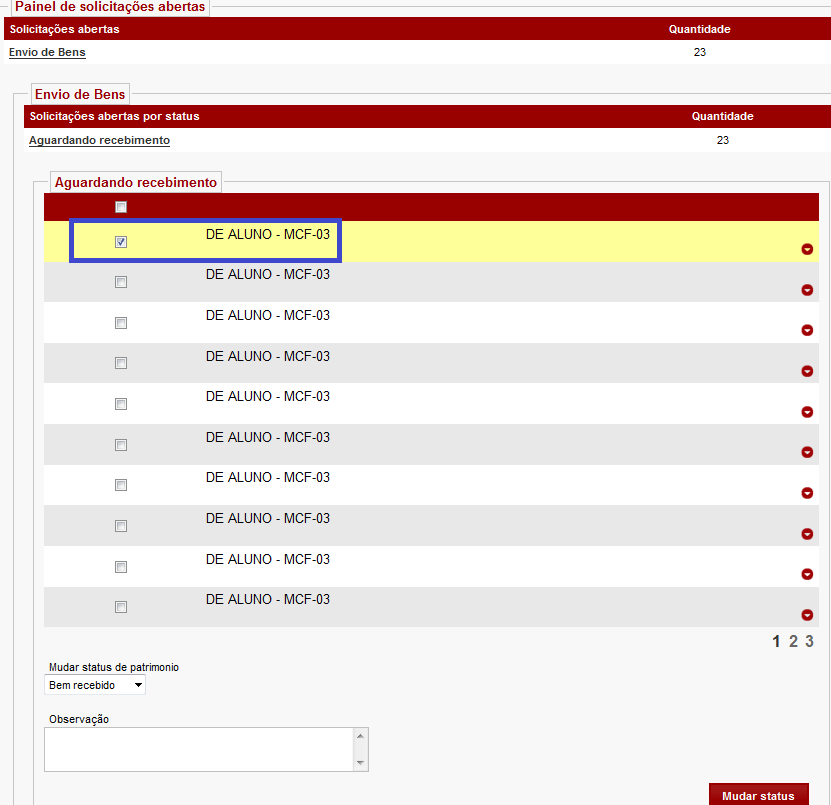 Painel de solicitações abertas
Solicitações abertas Quantidade
Envio de Bens 23
Envio de Bens
Solicitações abertas por status Quantidade
Aguardando recebimento 23
Aguardando recebimento
DE ALUNO - MCF-03
DE ALUNO - MCF-03
DE ALUNO - MCF-03
DE ALUNO - MCF-03
DE ALUNO - MCF-03
DE ALUNO - MCF-03
DE ALUNO - MCF-03
DE ALUNO - MCF-03
DE ALUNO - MCF-03
DE ALUNO - MCF-03
1 2 3
Mudar status de patrimonio
Bem recebido
Observação
Mudar status